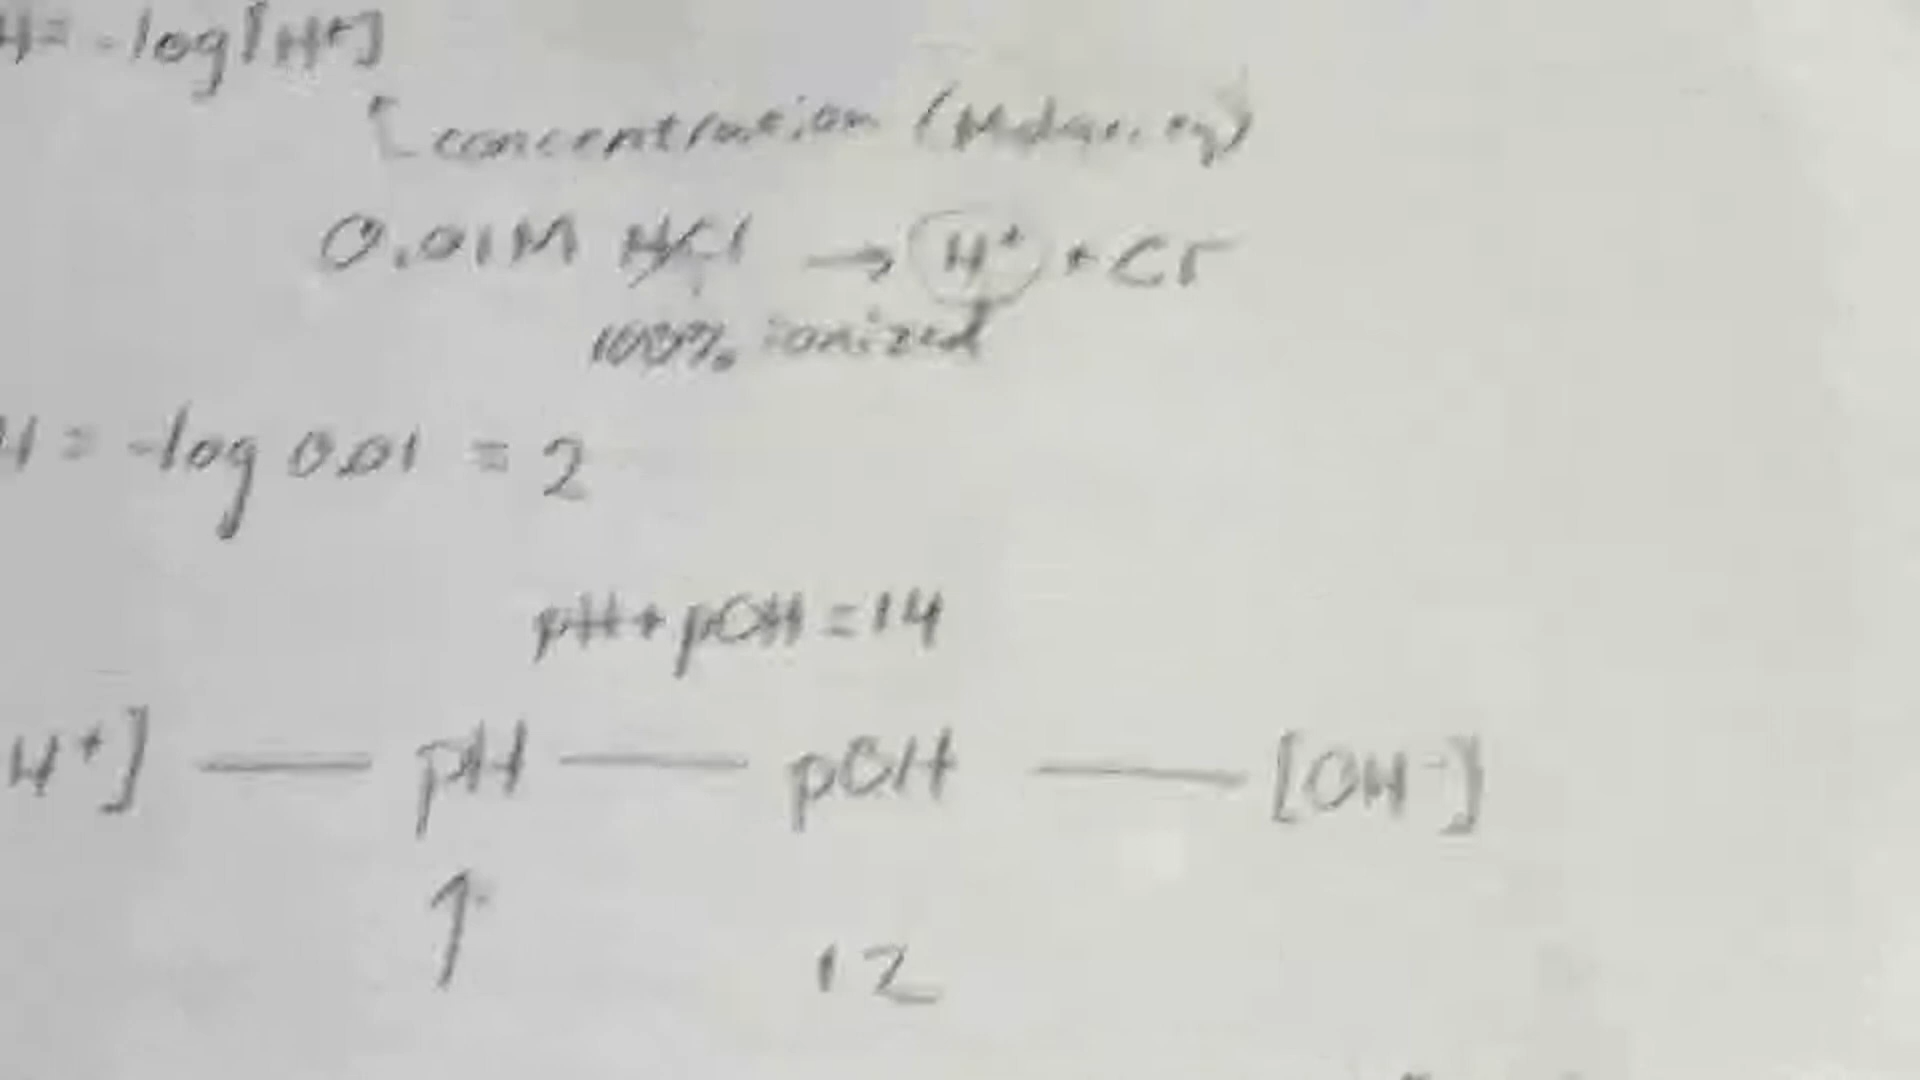 H = -log[H+]
concentration (Molarity)
0.01M HCl → H+ + Cl-
100% ionized
H = -log 0.01 = 2
pH + pOH = 14
H+] — pH — pOH — [OH-]
↑ 12